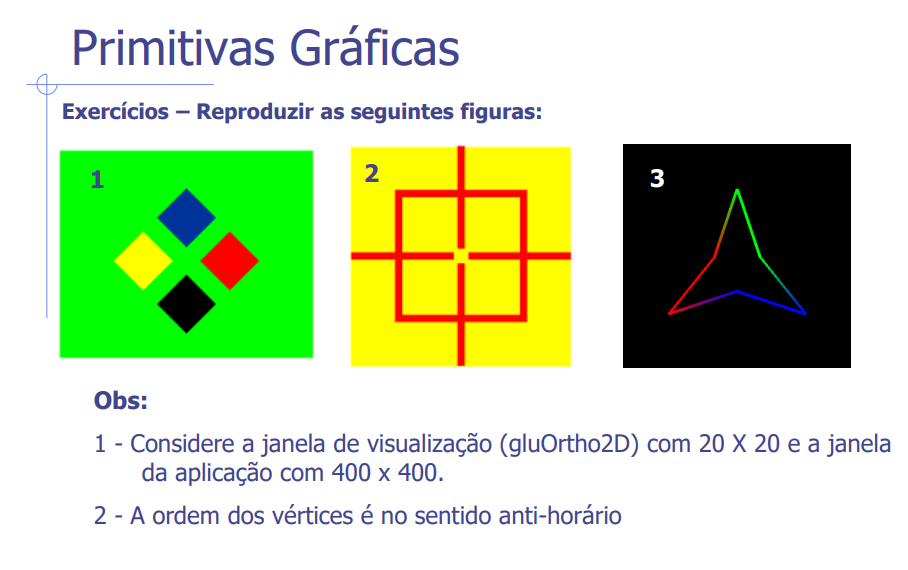 Primitivas Gráficas
Exercícios – Reproduzir as seguintes figuras:
1
2
3
Obs:
1 - Considere a janela de visualização (gluOrtho2D) com 20 X 20 e a janela
da aplicação com 400 x 400.
2 - A ordem dos vértices é no sentido anti-horário